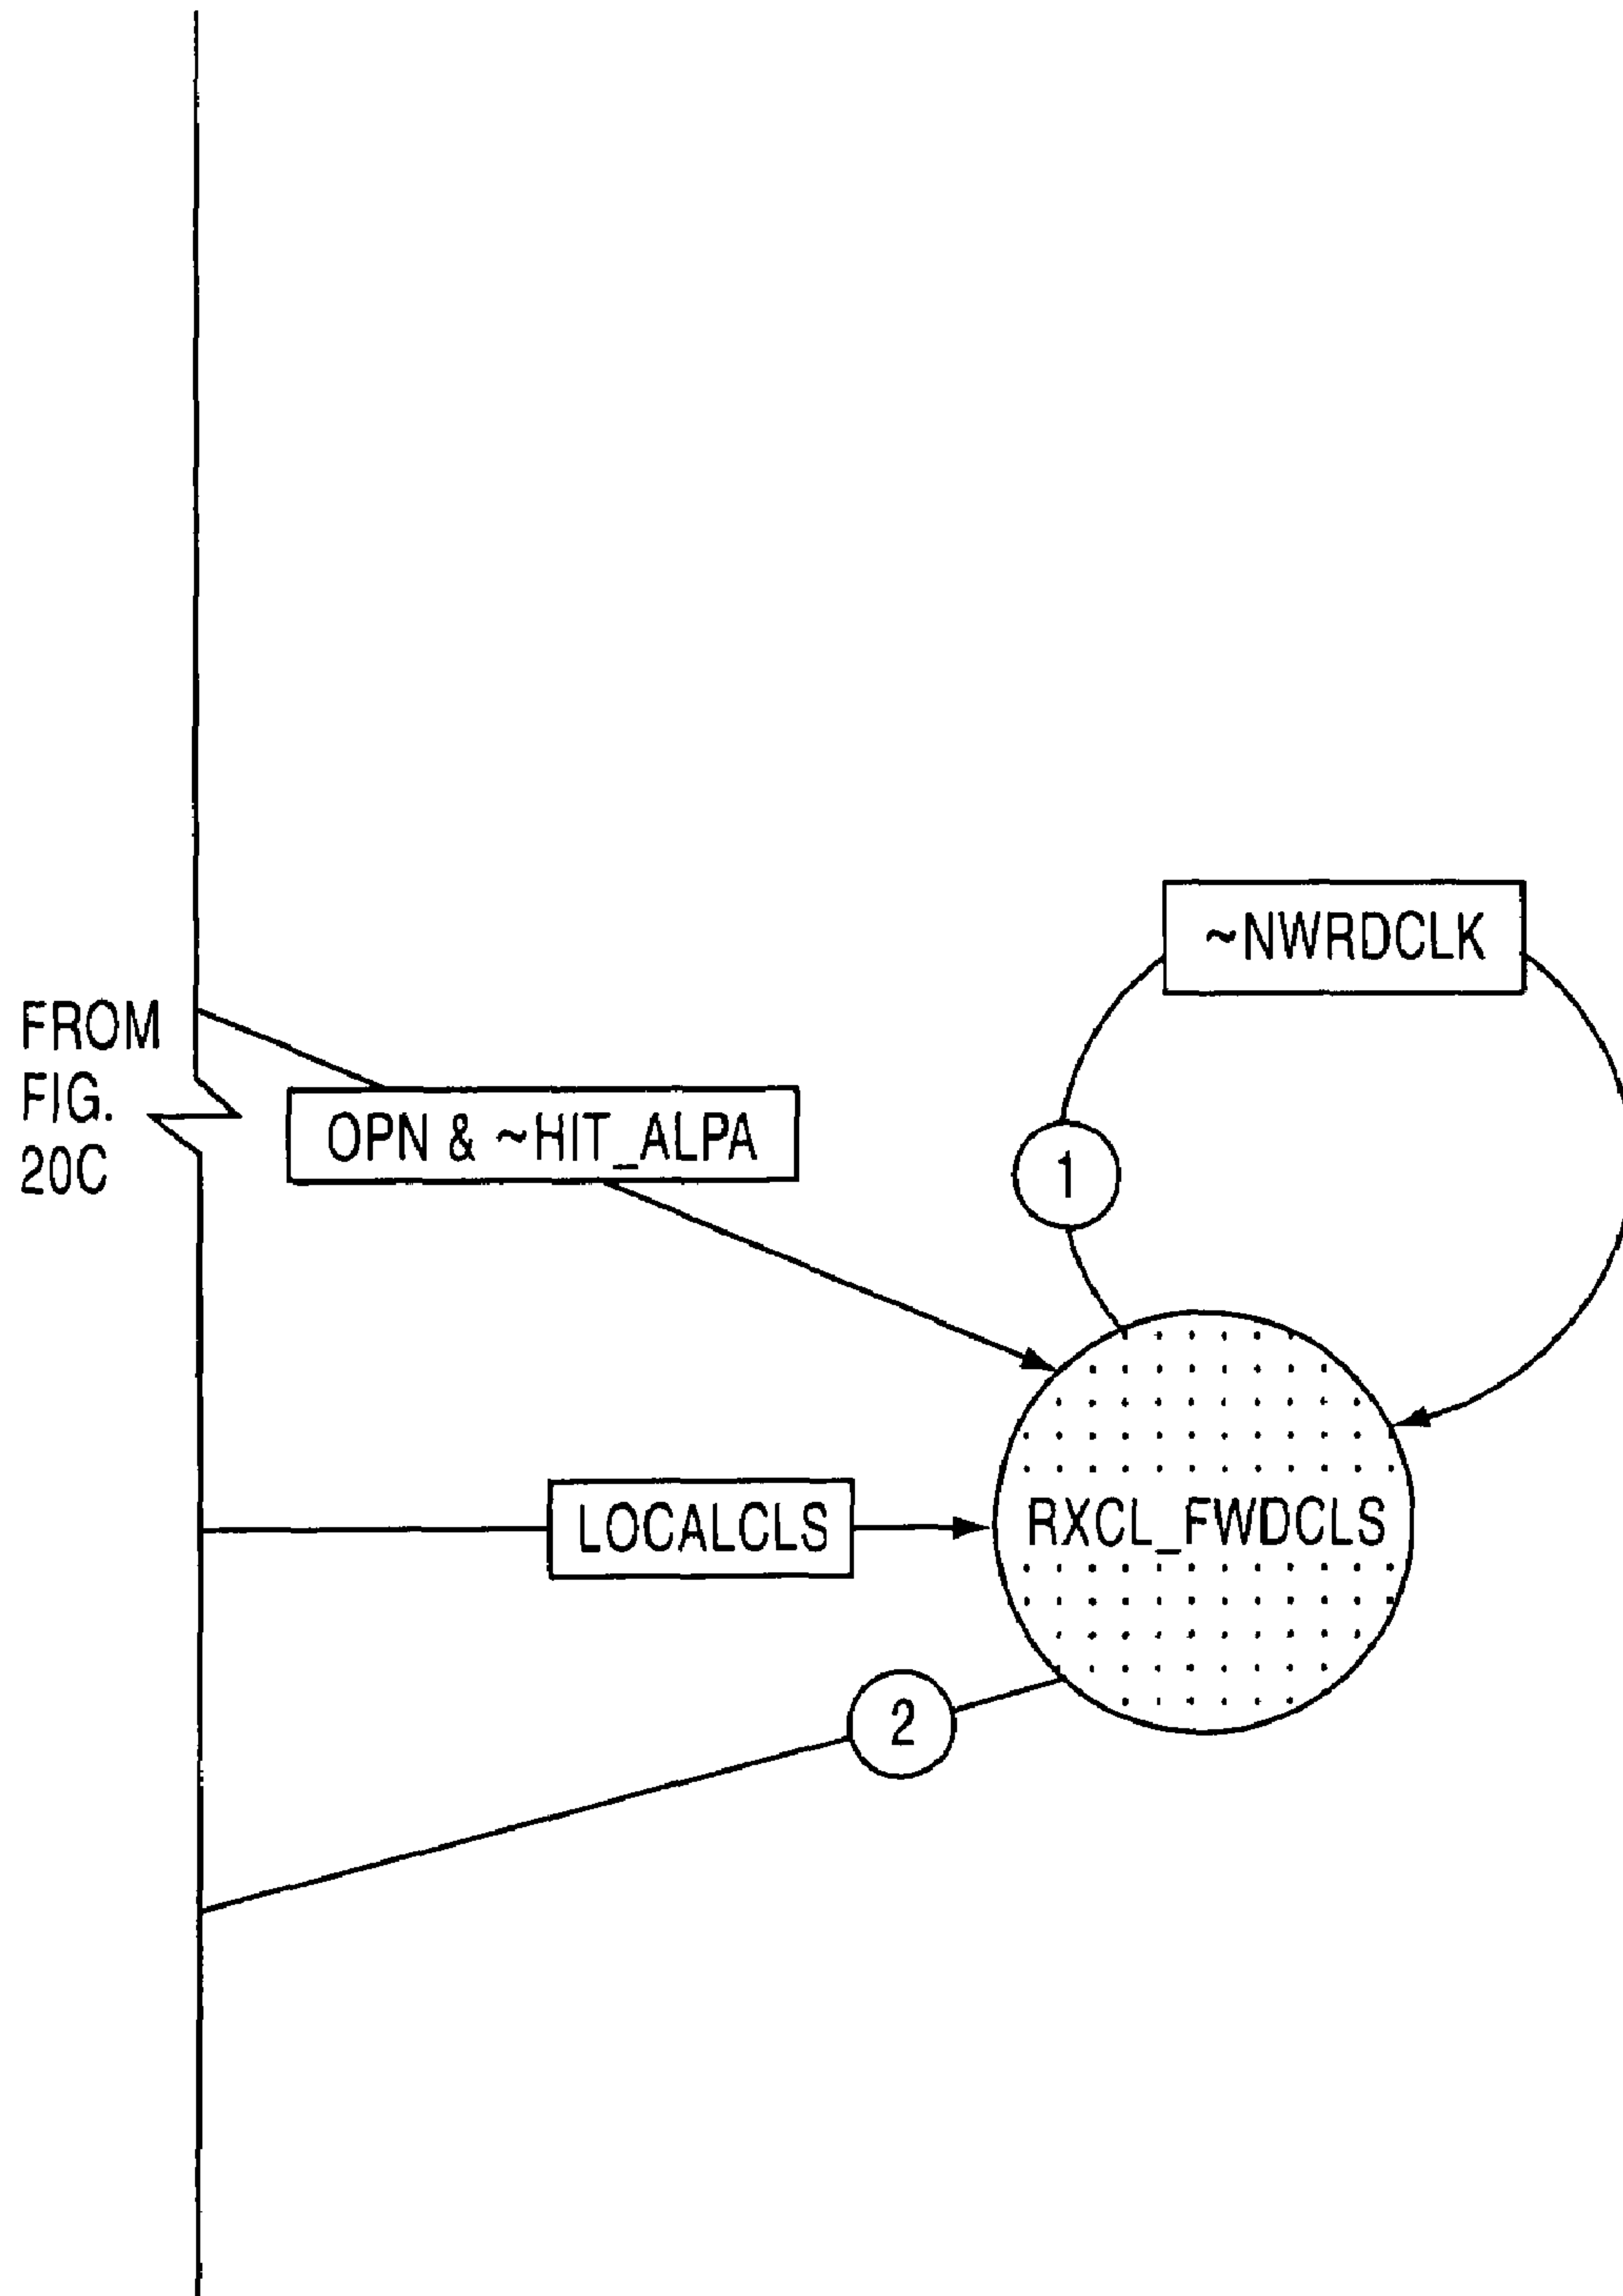 ~NWRDCLK
FROM
FIG.
20C
OPN & ~HIT_ALPA
1
LOCALCLS
RXCL_FWDCLS
2